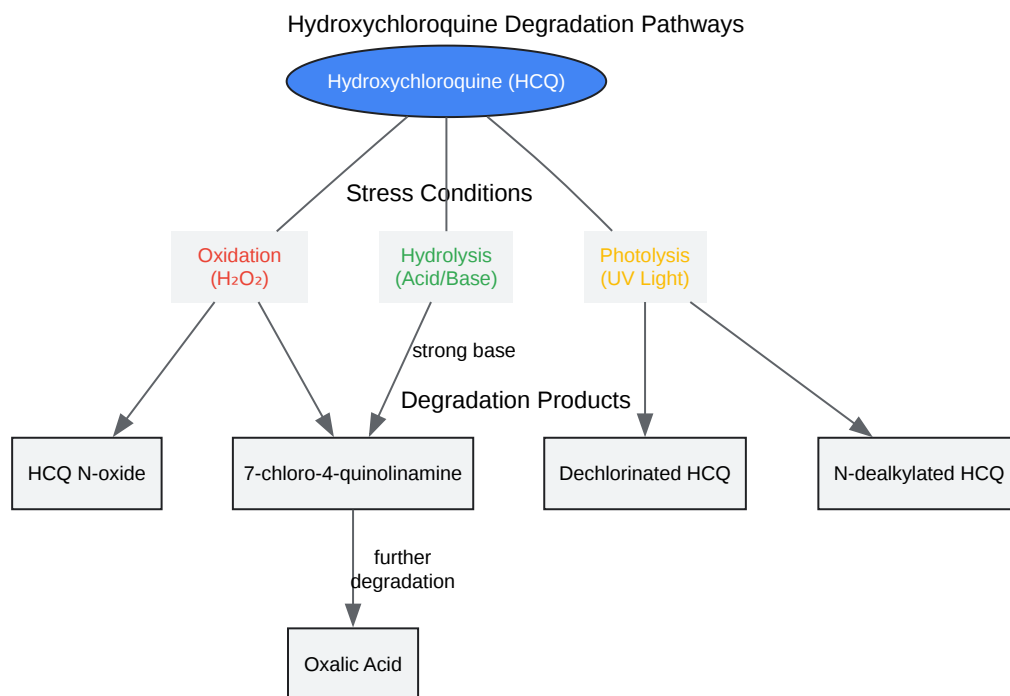 Hydroxychloroquine Degradation Pathways
Hydroxychloroquine (HCQ)
Stress Conditions
Oxidation
(H₂O₂)
Hydrolysis
(Acid/Base)
Photolysis
(UV Light)
strong base
Degradation Products
HCQ N-oxide
7-chloro-4-quinolinamine
Dechlorinated HCQ
N-dealkylated HCQ
further
degradation
Oxalic Acid